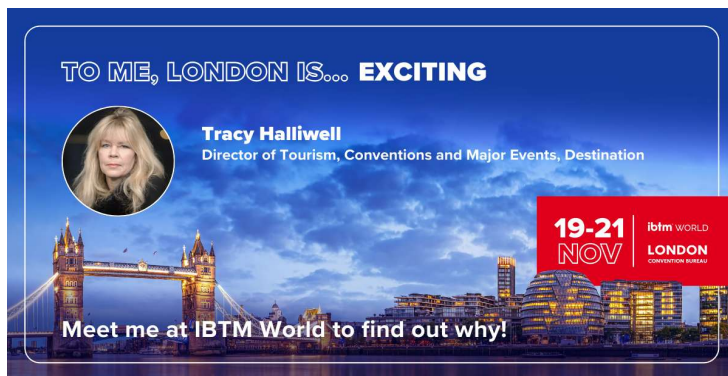 TO ME, LONDON IS... EXCITING
Tracy Halliwell
Director of Tourism, Conventions and Major Events, Destination
19-21
NOV
ibtm WORLD
LONDON
CONVENTION BUREAU
Meet me at IBTM World to find out why!